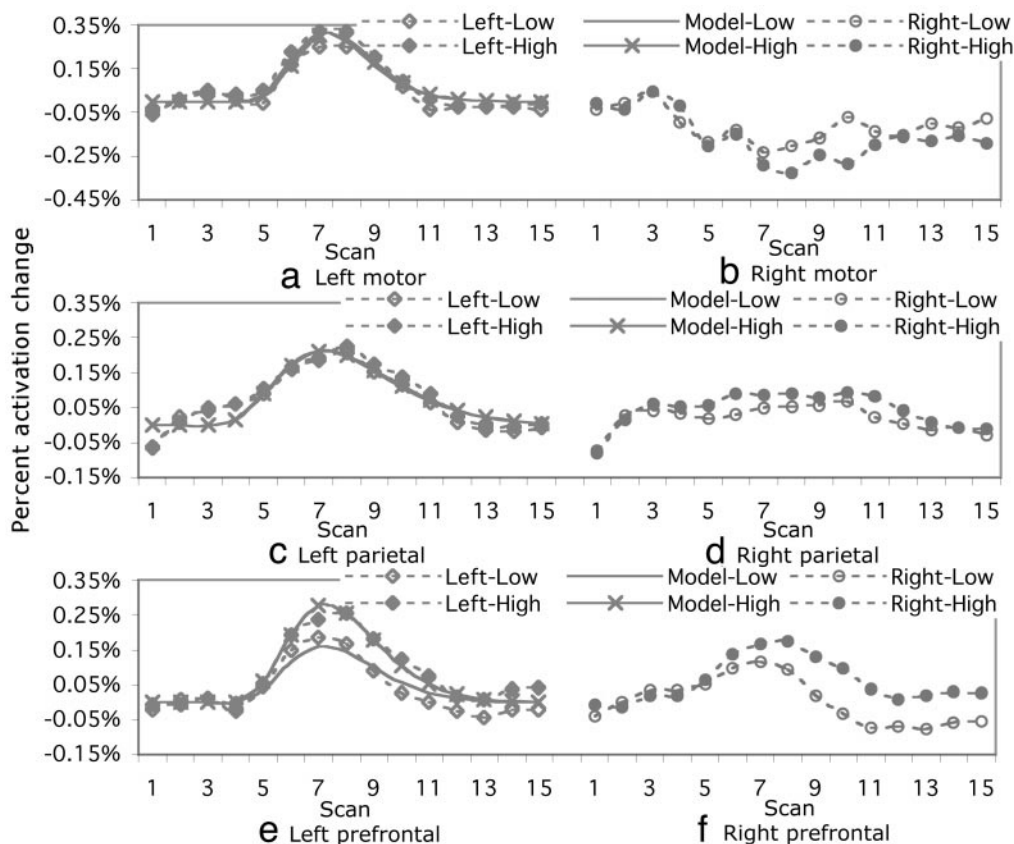 Percent activation change
0.35%
0.15%
-0.05%
-0.25%
-0.45%
Left-Low
Left-High
Model-Low
Model-High
Right-Low
Right-High
1 3 5 7 9 11 13 15
1 3 5 7 9 11 13 15
Scan
Scan
a Left motor
b Right motor
0.35%
0.25%
0.15%
0.05%
-0.05%
-0.15%
Left-Low
Left-High
Model-Low
Model-High
Right-Low
Right-High
1 3 5 7 9 11 13 15
1 3 5 7 9 11 13 15
Scan
Scan
c Left parietal
d Right parietal
0.35%
0.25%
0.15%
0.05%
-0.05%
-0.15%
Left-Low
Left-High
Model-Low
Model-High
Right-Low
Right-High
1 3 5 7 9 11 13 15
1 3 5 7 9 11 13 15
Scan
Scan
e Left prefrontal
f Right prefrontal